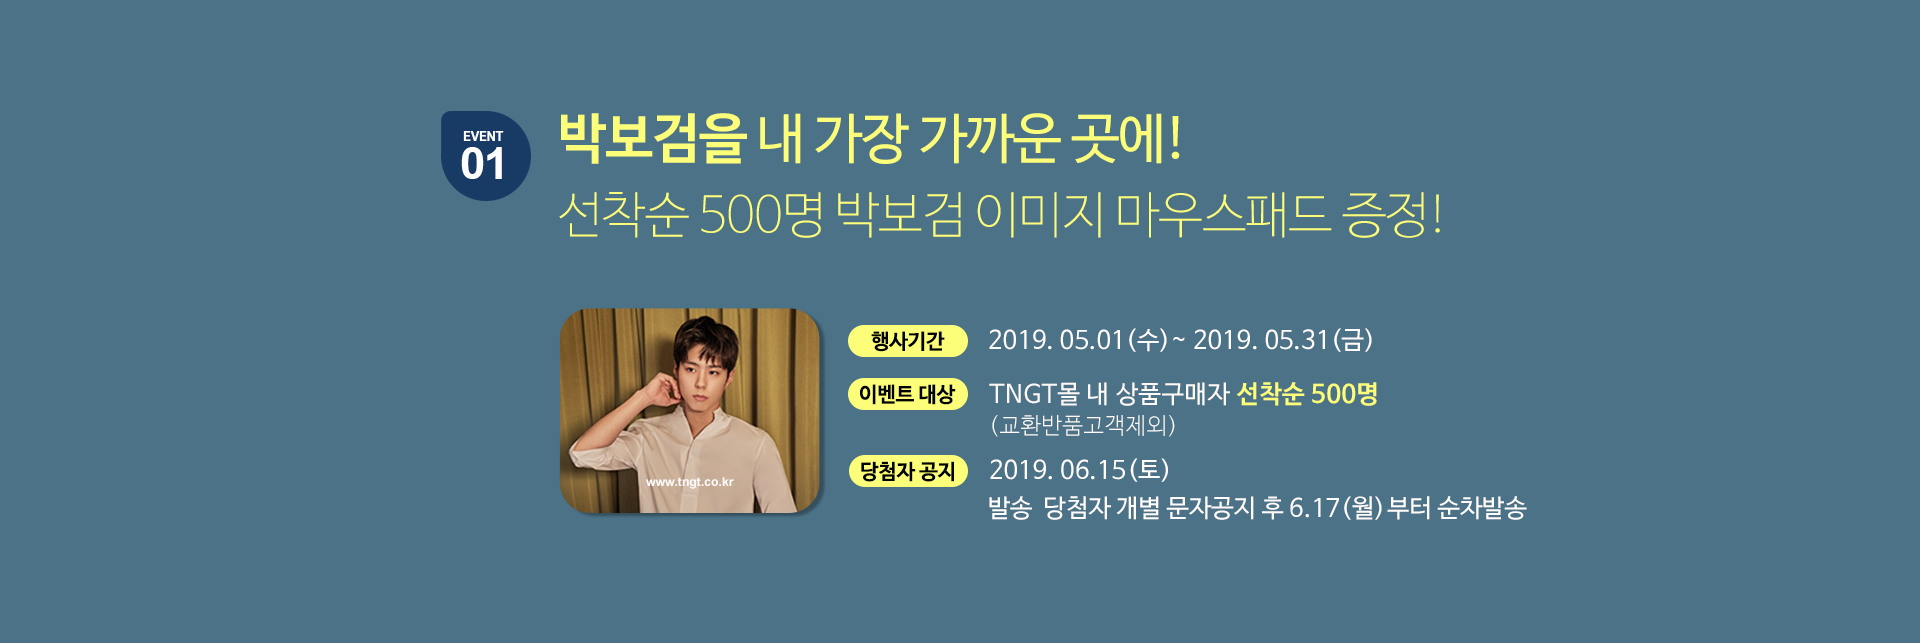 EVENT
01
박보검을 내 가장 가까운 곳에!
선착순 500명 박보검 이미지 마우스패드 증정!
www.tngt.co.kr
행사기간 2019. 05.01(수)~ 2019. 05.31(금)
이벤트 대상 TNGT몰 내 상품구매자 선착순 500명
(교환반품고객제외)
당첨자 공지 2019. 06.15(토)
발송 당첨자 개별 문자공지 후 6.17(월)부터 순차발송